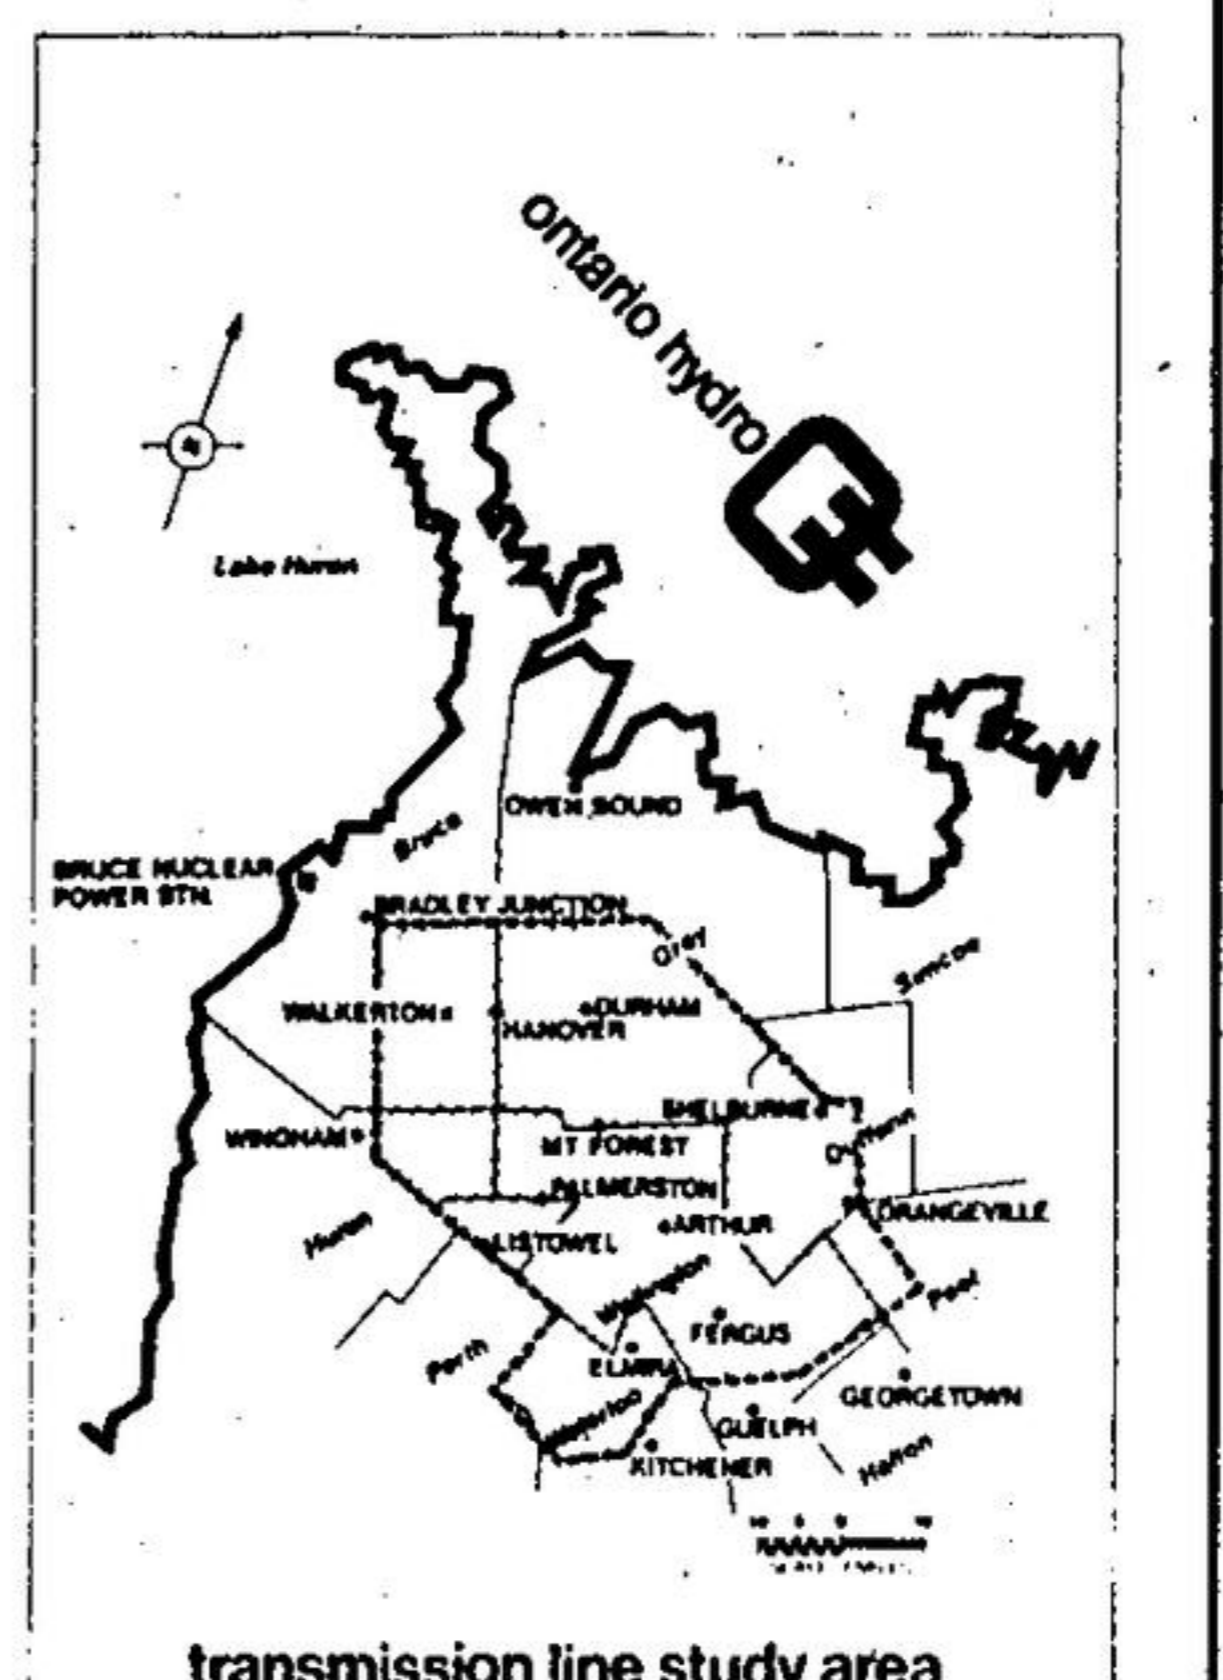 ontario hydro
N
Lake Huron
OWEN SOUND
Bruce
BRUCE NUCLEAR
POWER STN.
BRADLEY JUNCTION
Grey
Simcoe
WALKERTON
DURHAM
HANOVER
SHELBURNE
Dufferin
WINGHAM
MT FOREST
PALMERSTON
ORANGEVILLE
ARTHUR
Huron
LISTOWEL
Wellington
Peel
FERGUS
Perth
ELMIRA
GEORGETOWN
Waterloo
GUELPH
Halton
KITCHENER
transmission line study area